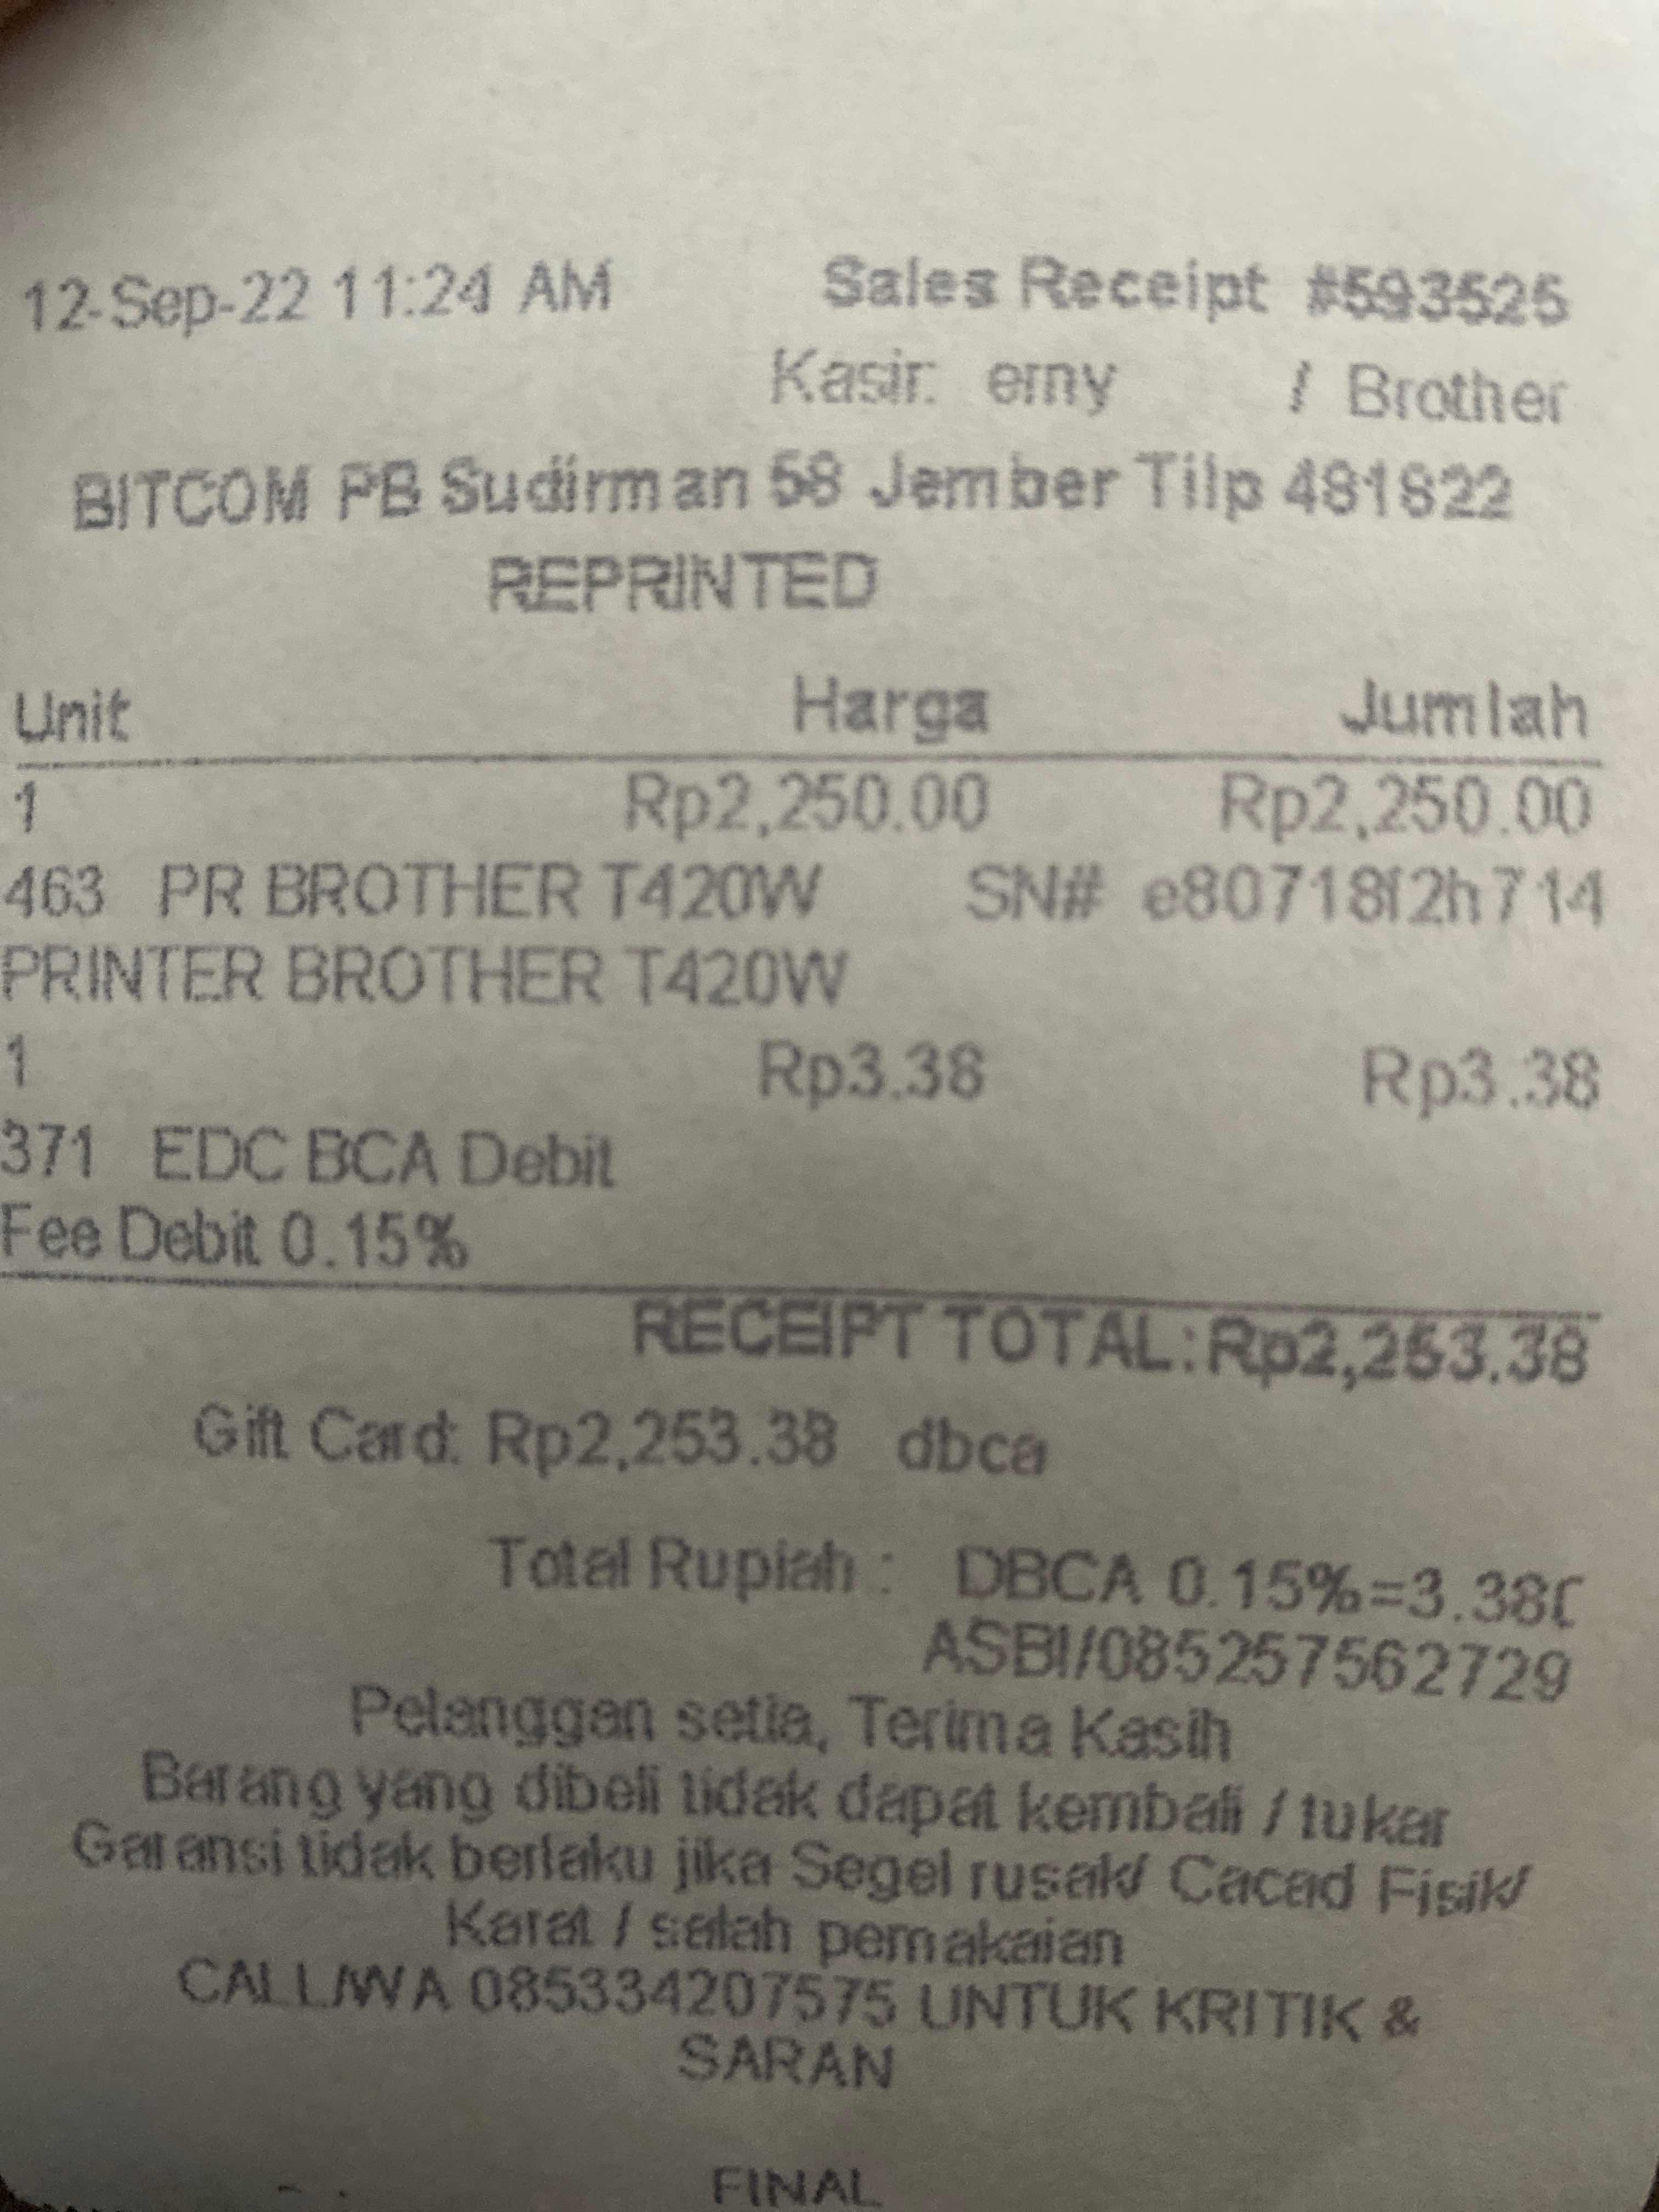 12-Sep-22 11:24 AM Sales Receipt #593525
Kasir: erny / Brother
BITCOM PB Sudirman 58 Jember Tilp 481822
REPRINTED
Unit Harga Jumlah
1 Rp2,250.00 Rp2,250.00
463 PR BROTHER T420W SN# e80718f2h714
PRINTER BROTHER T420W
1 Rp3.38 Rp3.38
371 EDC BCA Debit
Fee Debit 0.15%
RECEIPT TOTAL: Rp2,253.38
Gift Card: Rp2,253.38 dbca
Total Rupiah : DBCA 0.15%=3.38
ASBI/085257562729
Pelanggan setia, Terima Kasih
Barang yang dibeli tidak dapat kembali / tukar
Garansi tidak berlaku jika Segel rusak/ Cacad Fisik/
Karat / salah pemakaian
CALL/WA 085334207575 UNTUK KRITIK &
SARAN
FINAL